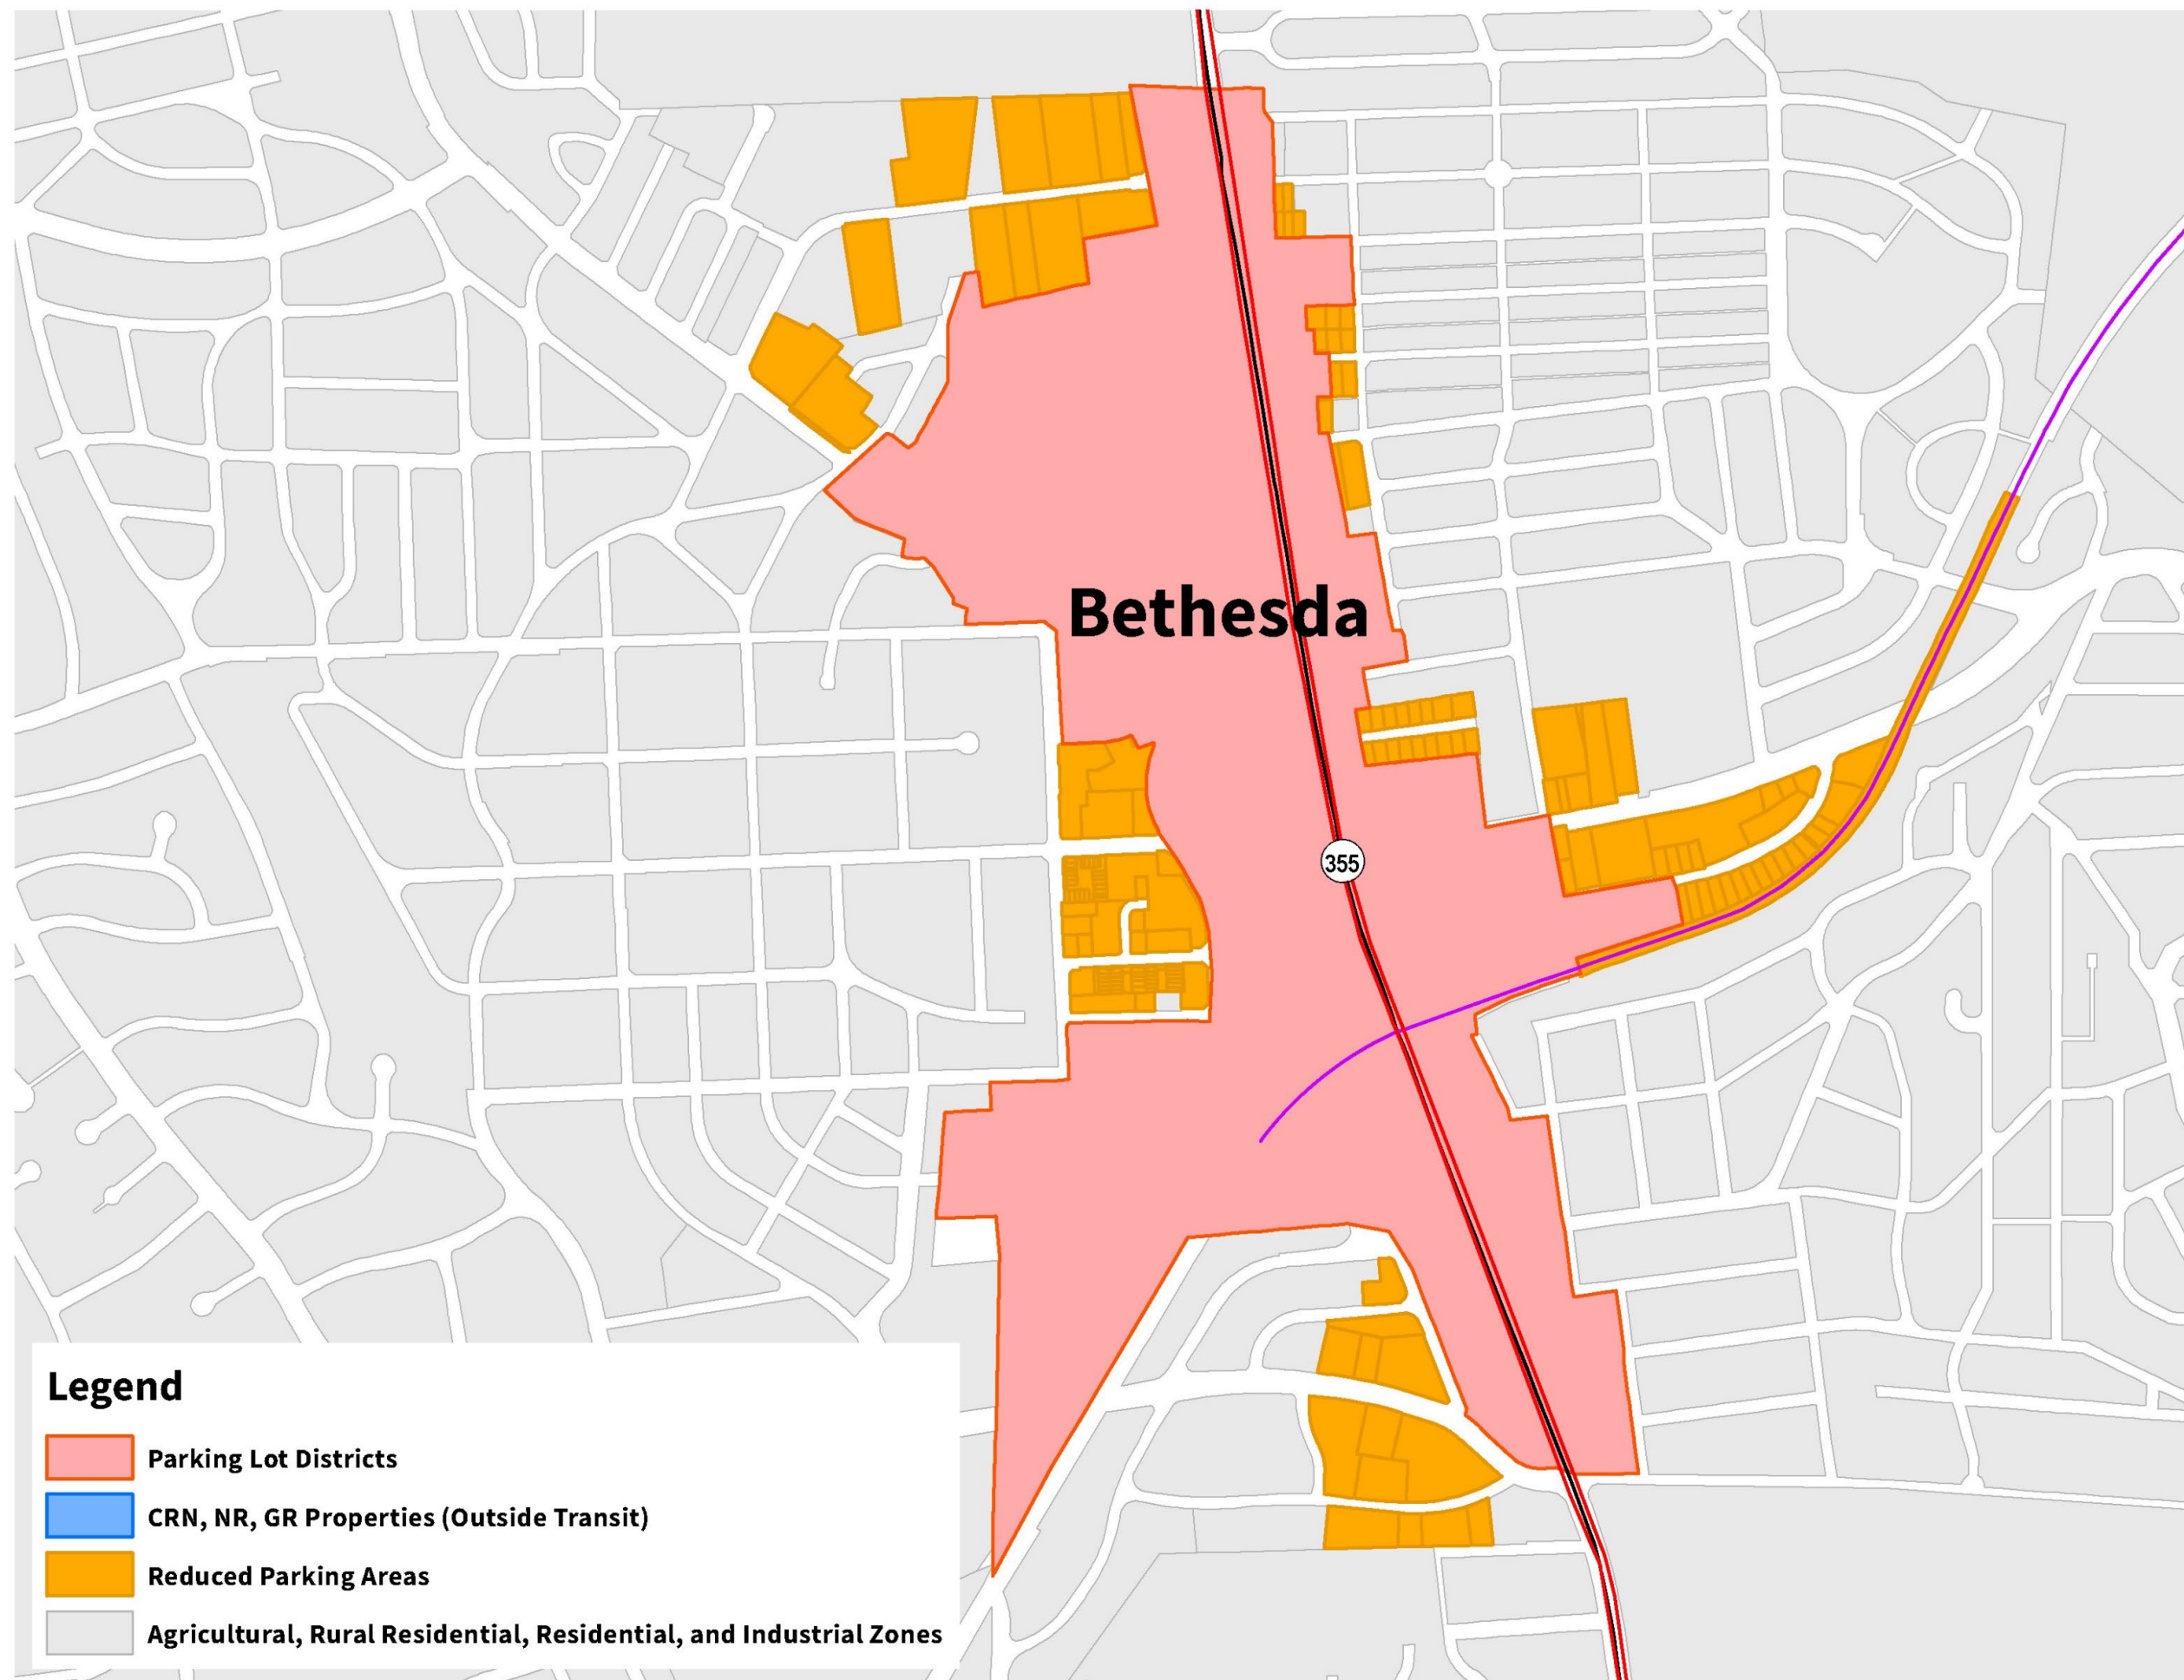 Bethesda
355
Legend
Parking Lot Districts
CRN, NR, GR Properties (Outside Transit)
Reduced Parking Areas
Agricultural, Rural Residential, Residential, and Industrial Zones